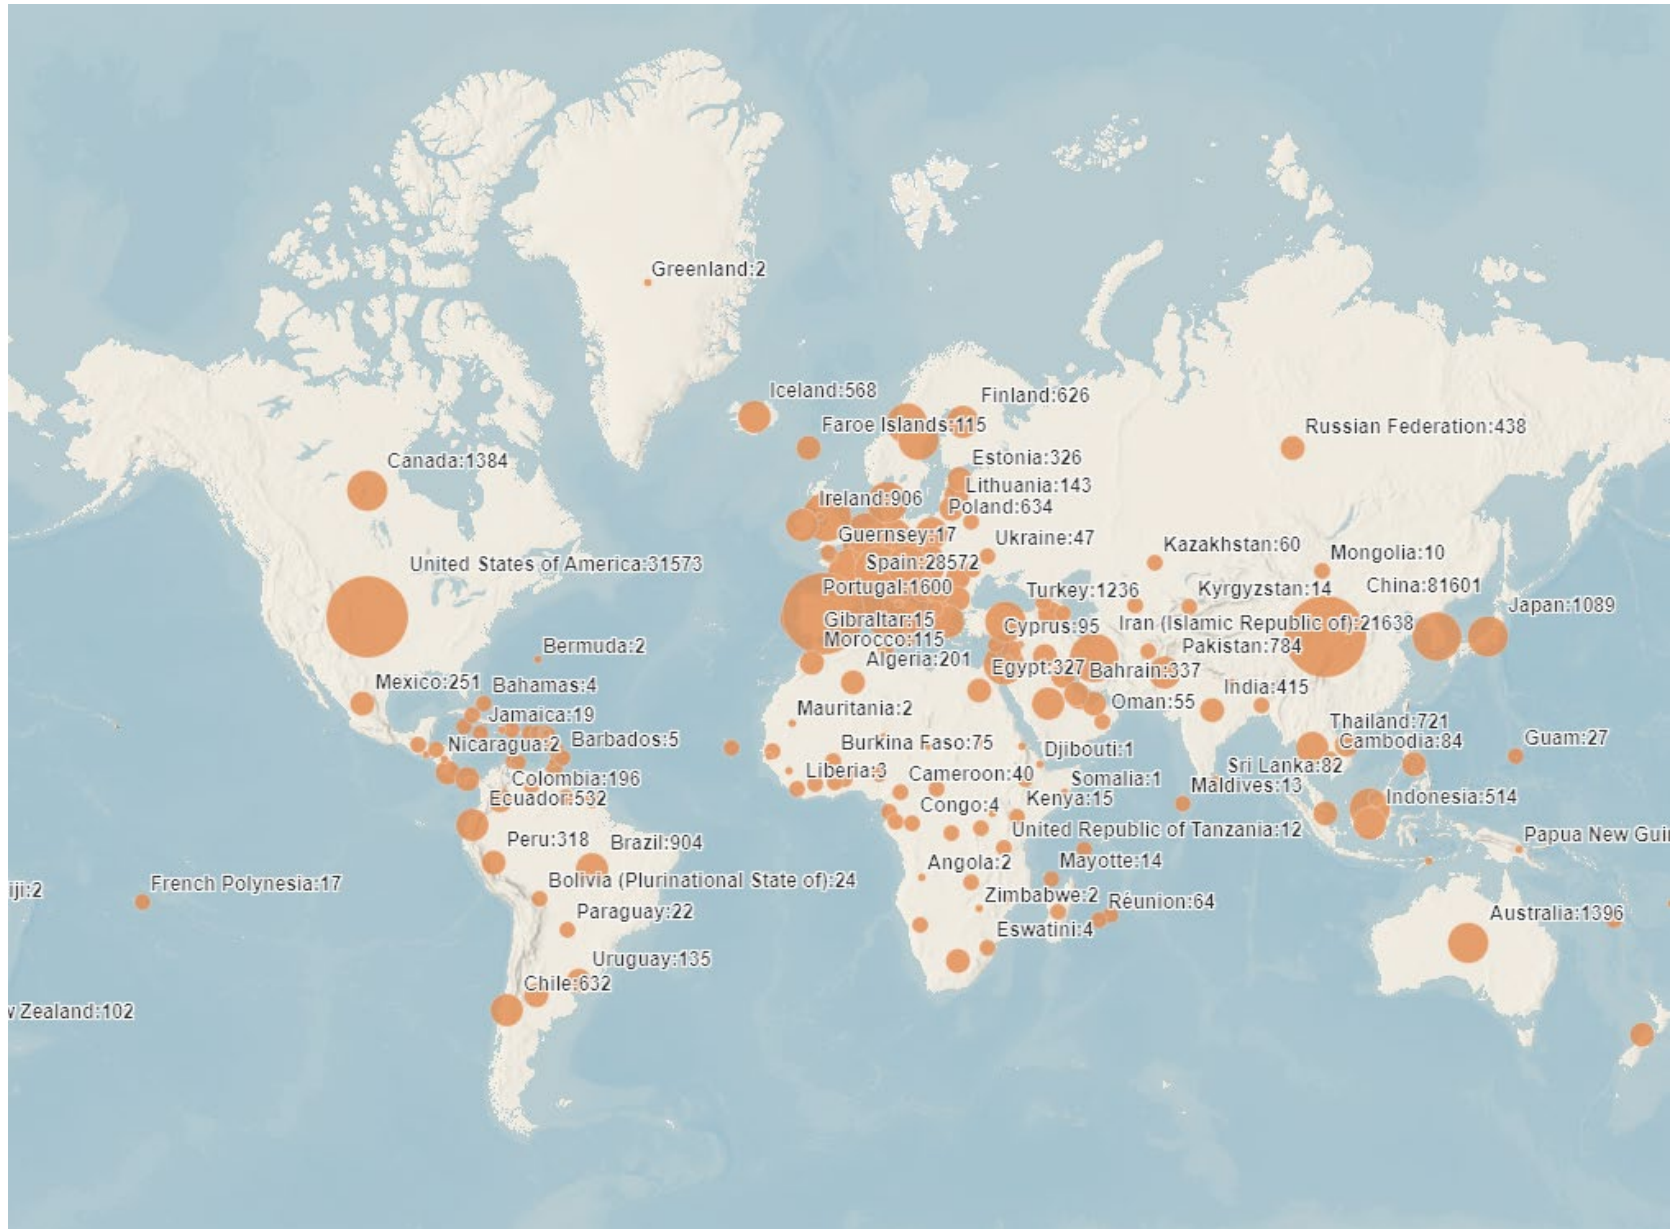 Greenland:2
Iceland:568
Finland:626
Faroe Islands:115
Russian Federation:438
Canada:1384
Estonia:326
Lithuania:143
Ireland:906
Poland:634
Guernsey:17
Ukraine:47
Kazakhstan:60
Mongolia:10
United States of America:31573
Spain:28572
Portugal:1600
Turkey:1236
Kyrgyzstan:14
China:81601
Japan:1089
Gibraltar:15
Cyprus:95
Iran (Islamic Republic of):21638
Morocco:115
Bermuda:2
Pakistan:784
Algeria:201
Egypt:327
Bahrain:337
Mexico:251
Bahamas:4
India:415
Oman:55
Mauritania:2
Jamaica:19
Thailand:721
Nicaragua:2
Barbados:5
Burkina Faso:75
Djibouti:1
Cambodia:84
Guam:27
Liberia:3
Cameroon:40
Somalia:1
Sri Lanka:82
Maldives:13
Colombia:196
Ecuador:532
Congo:4
Kenya:15
Indonesia:514
United Republic of Tanzania:12
Papua New Gui
Peru:318
Brazil:904
Angola:2
Mayotte:14
Bolivia (Plurinational State of):24
French Polynesia:17
iji:2
Zimbabwe:2
Réunion:64
Paraguay:22
Eswatini:4
Australia:1396
Uruguay:135
Chile:632
w Zealand:102